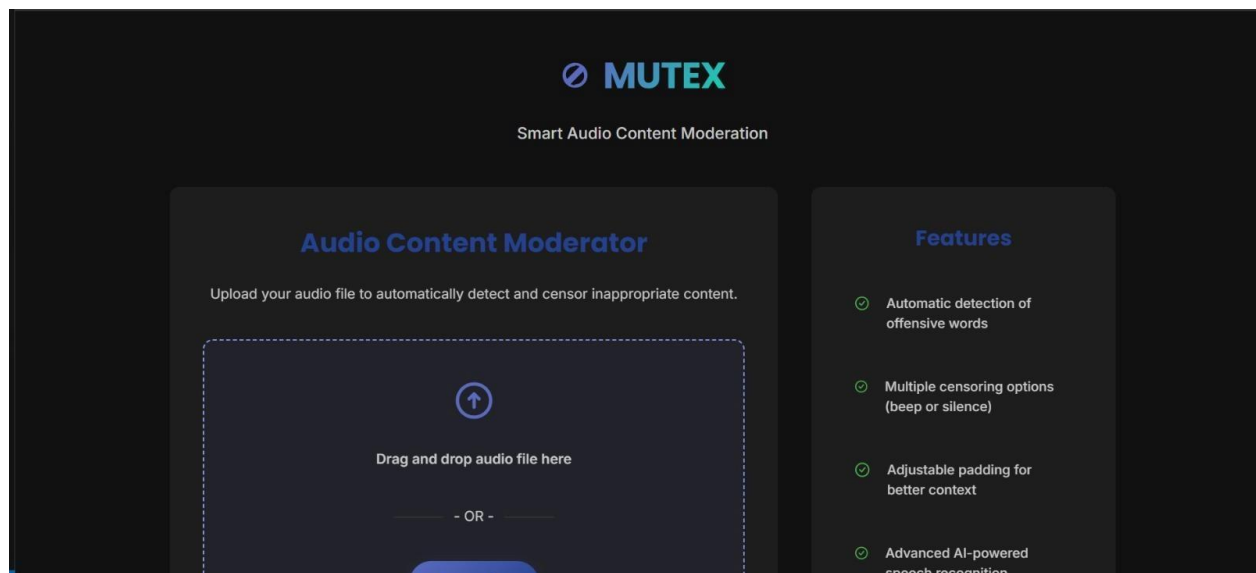 MUTEX
Smart Audio Content Moderation
Audio Content Moderator
Upload your audio file to automatically detect and censor inappropriate content.
Drag and drop audio file here
- OR -
Features
Automatic detection of
offensive words
Multiple censoring options
(beep or silence)
Adjustable padding for
better context
Advanced AI-powered
speech recognition